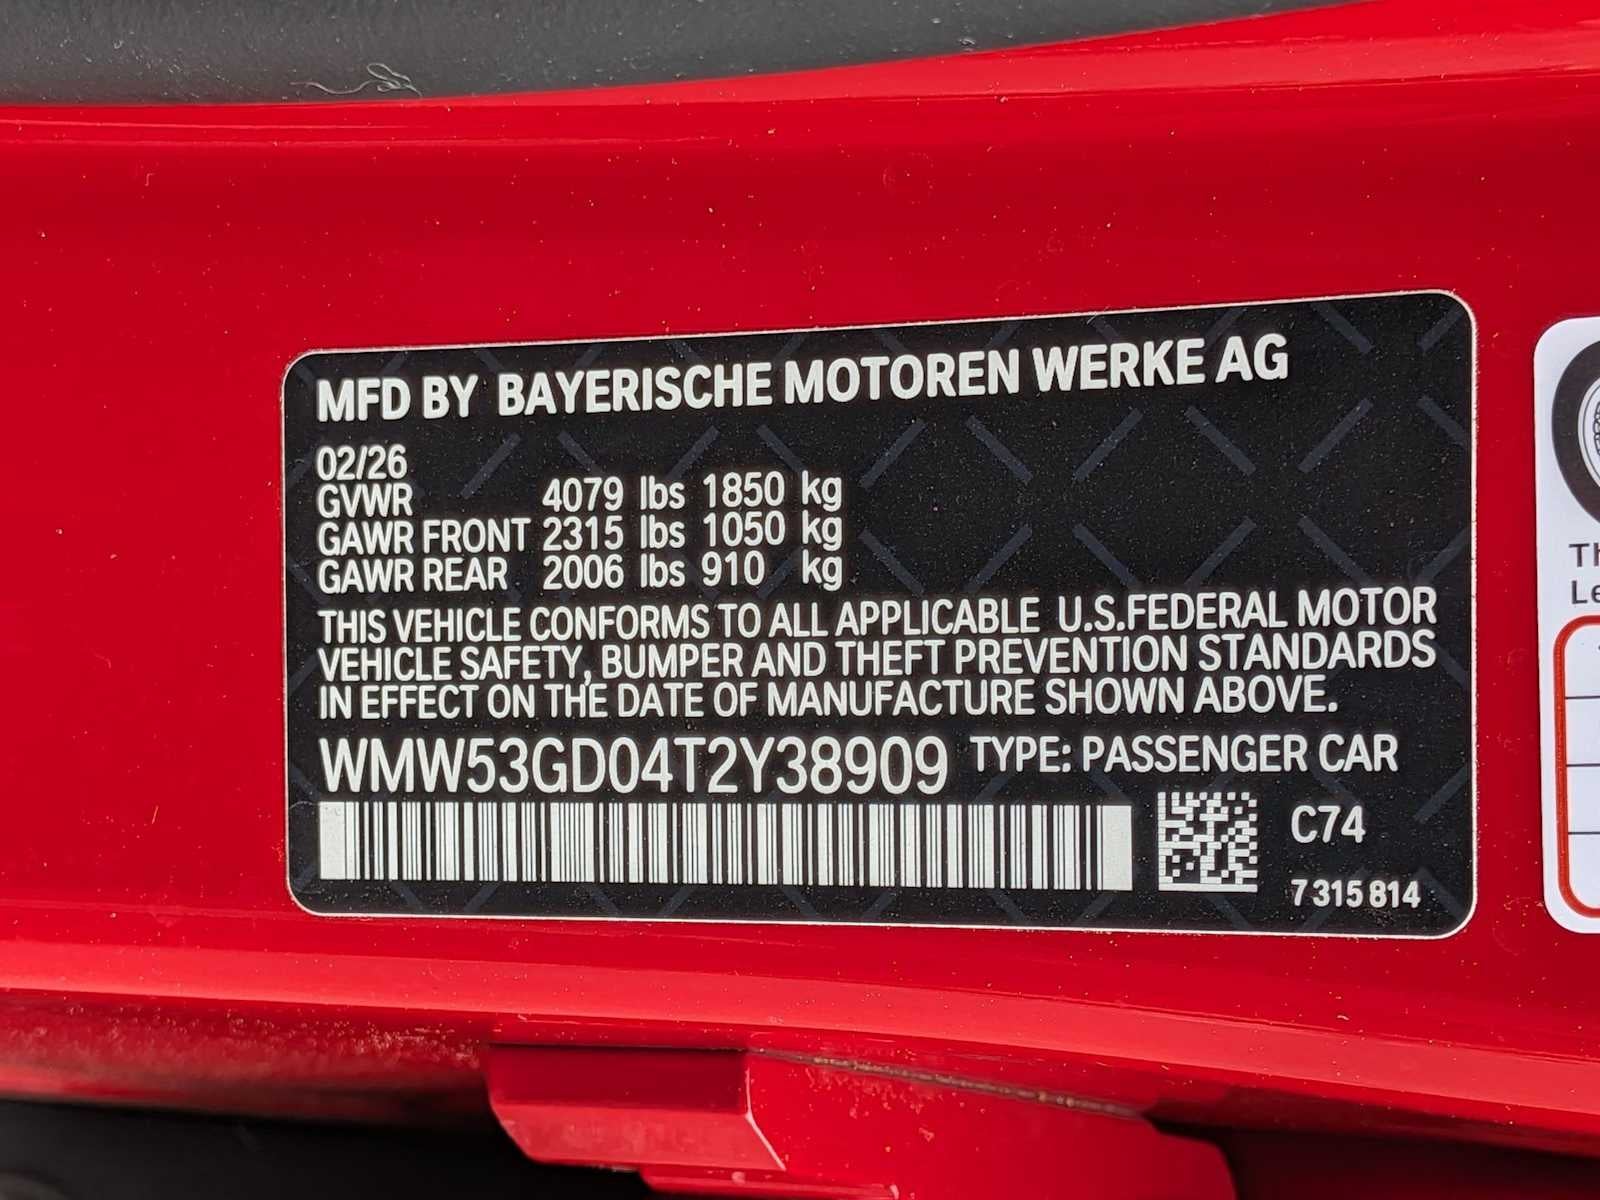 MFD BY BAYERISCHE MOTOREN WERKE AG
02/26
GVWR 4079 lbs 1850 kg
GAWR FRONT 2315 lbs 1050 kg
GAWR REAR 2006 lbs 910 kg
THIS VEHICLE CONFORMS TO ALL APPLICABLE U.S.FEDERAL MOTOR
VEHICLE SAFETY, BUMPER AND THEFT PREVENTION STANDARDS
IN EFFECT ON THE DATE OF MANUFACTURE SHOWN ABOVE.
WMW53GD04T2Y38909 TYPE: PASSENGER CAR
C74
7 315 814